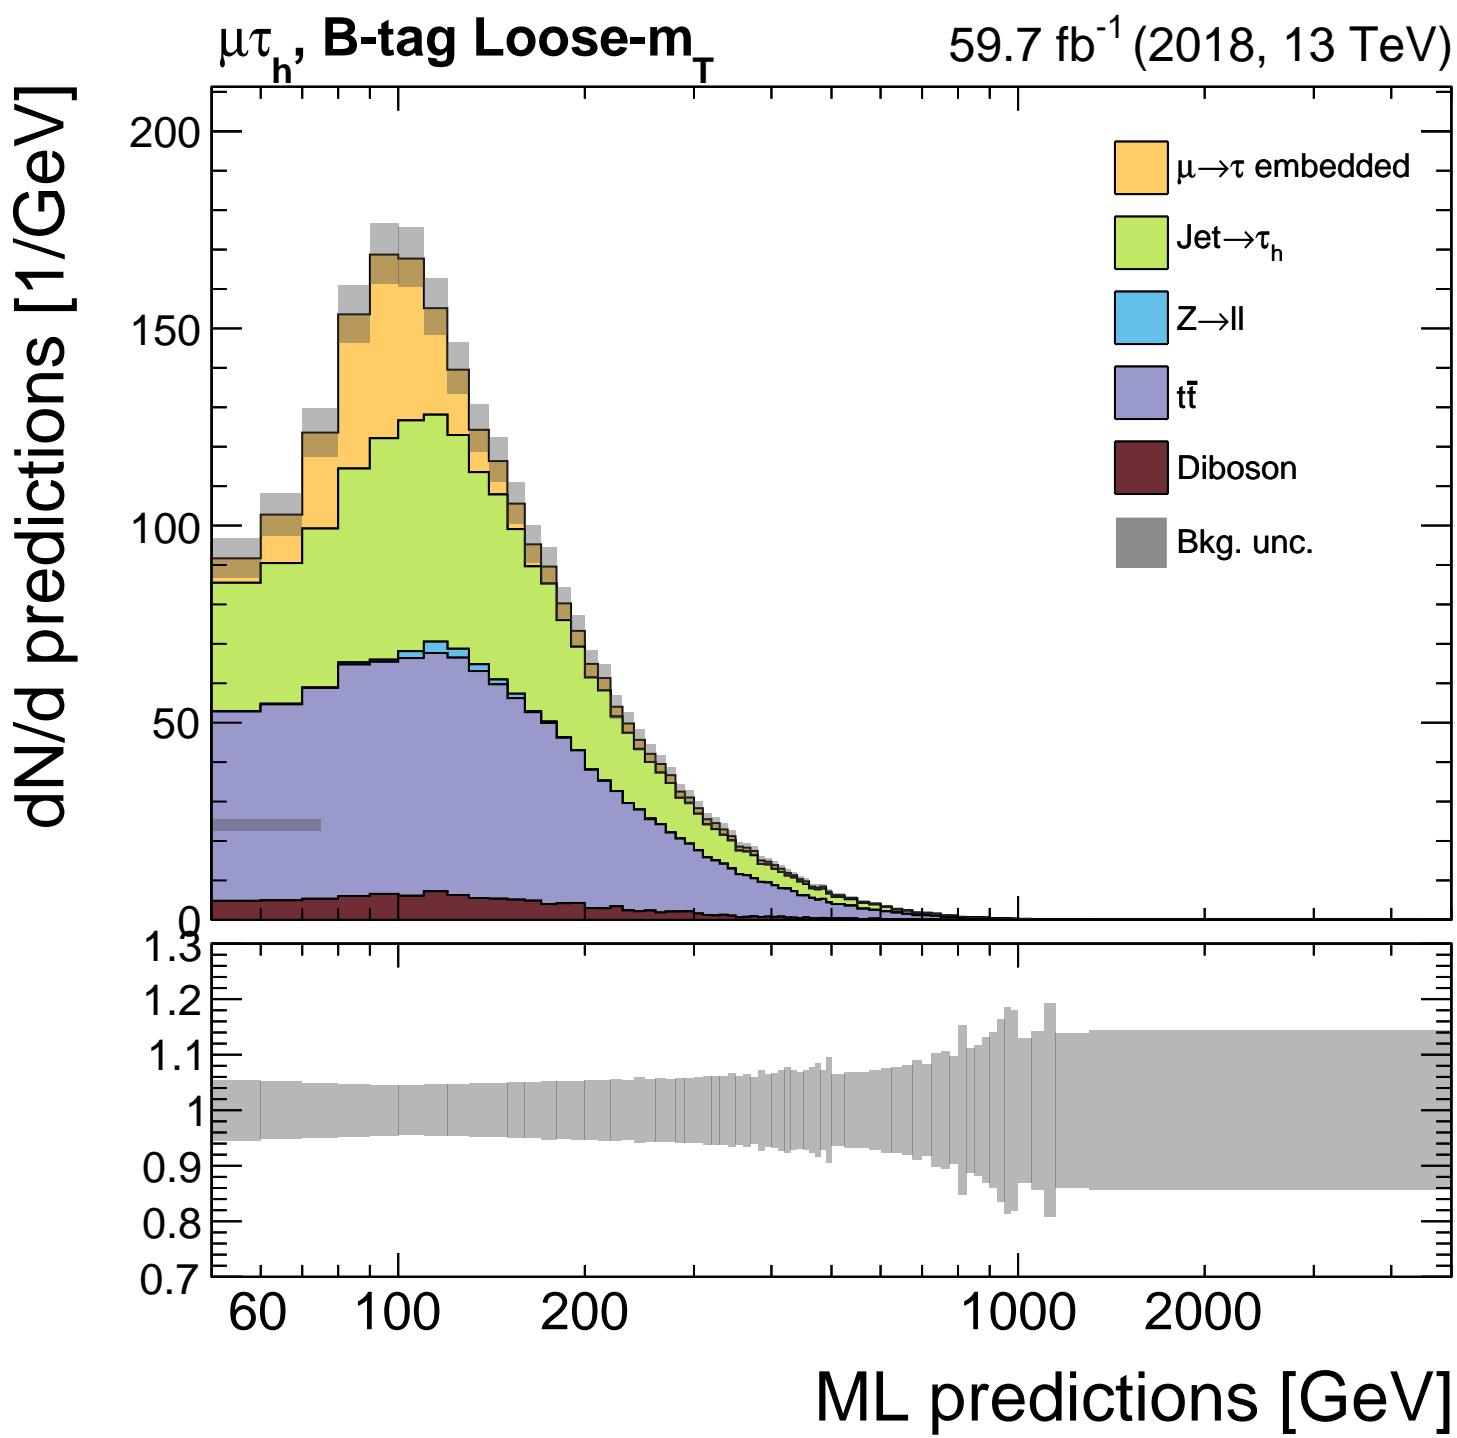 μτh, B-tag Loose-mT 59.7 fb-1 (2018, 13 TeV)
dN/d predictions [1/GeV]
200
150
100
50
0
μ→τ embedded
Jet→τh
Z→ll
tt̄
Diboson
Bkg. unc.
1.3
1.2
1.1
1
0.9
0.8
0.7
60 100 200 1000 2000
ML predictions [GeV]